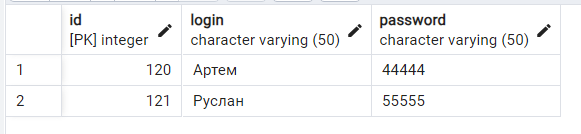 id login password
[PK] integer character varying (50) character varying (50)
1 120 Артем 44444
2 121 Руслан 55555